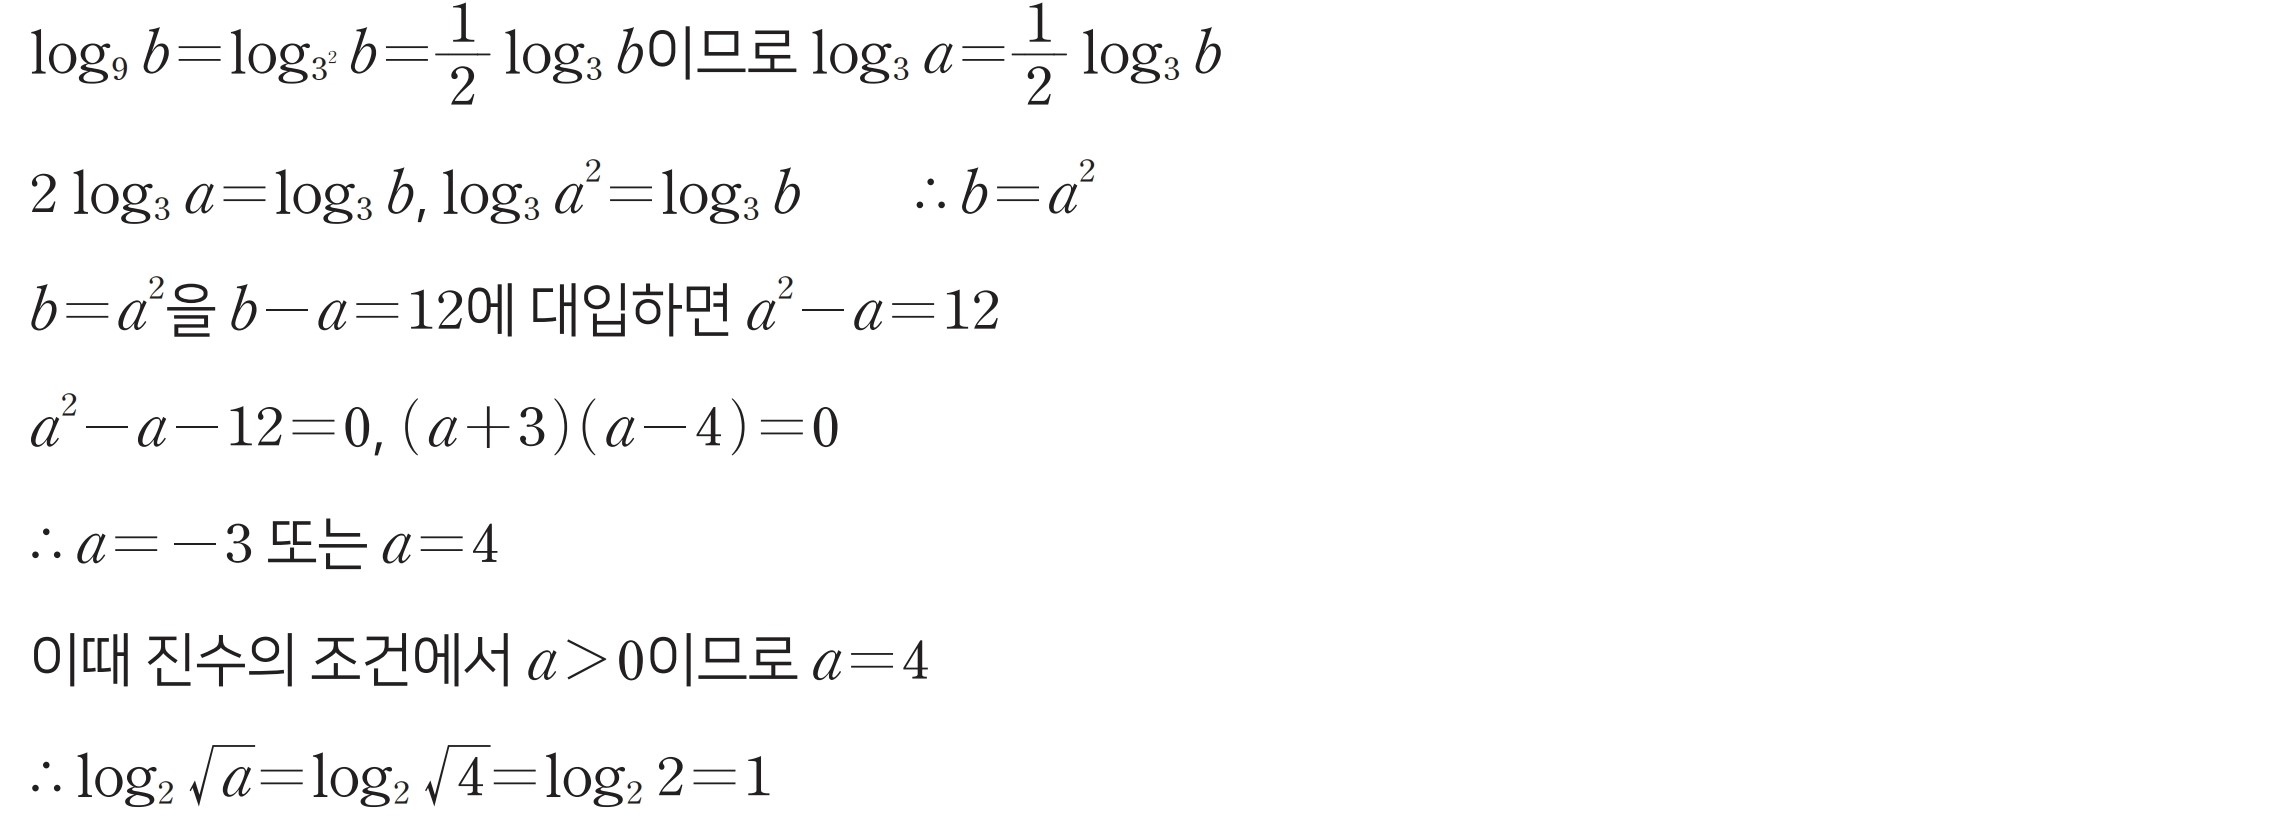 log₉ b=log₃² b=1/2 log₃ b이므로 log₃ a=1/2 log₃ b
2 log₃ a=log₃ b, log₃ a²=log₃ b ∴ b=a²
b=a²을 b-a=12에 대입하면 a²-a=12
a²-a-12=0, (a+3)(a-4)=0
∴ a=-3 또는 a=4
이때 진수의 조건에서 a>0이므로 a=4
∴ log₂ √a=log₂ √4=log₂ 2=1